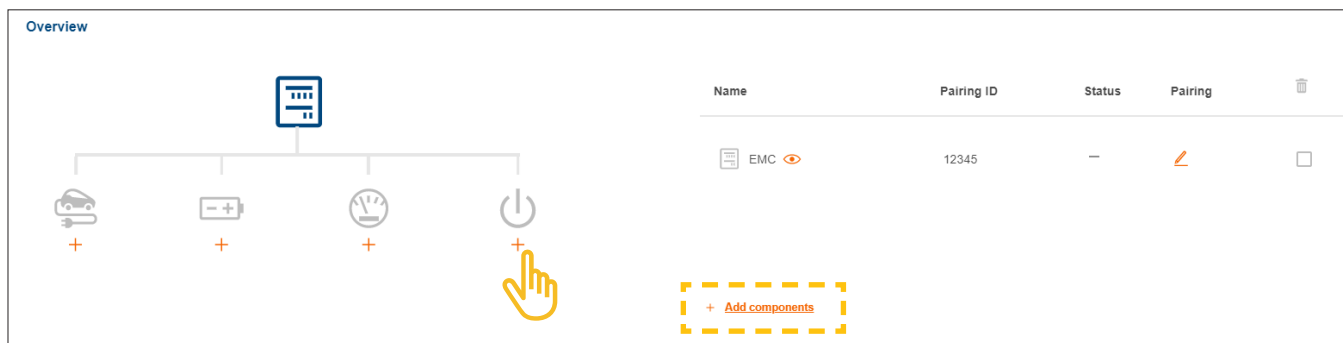 Overview
Name Pairing ID Status Pairing
EMC 12345 –
+ + + +
+ Add components